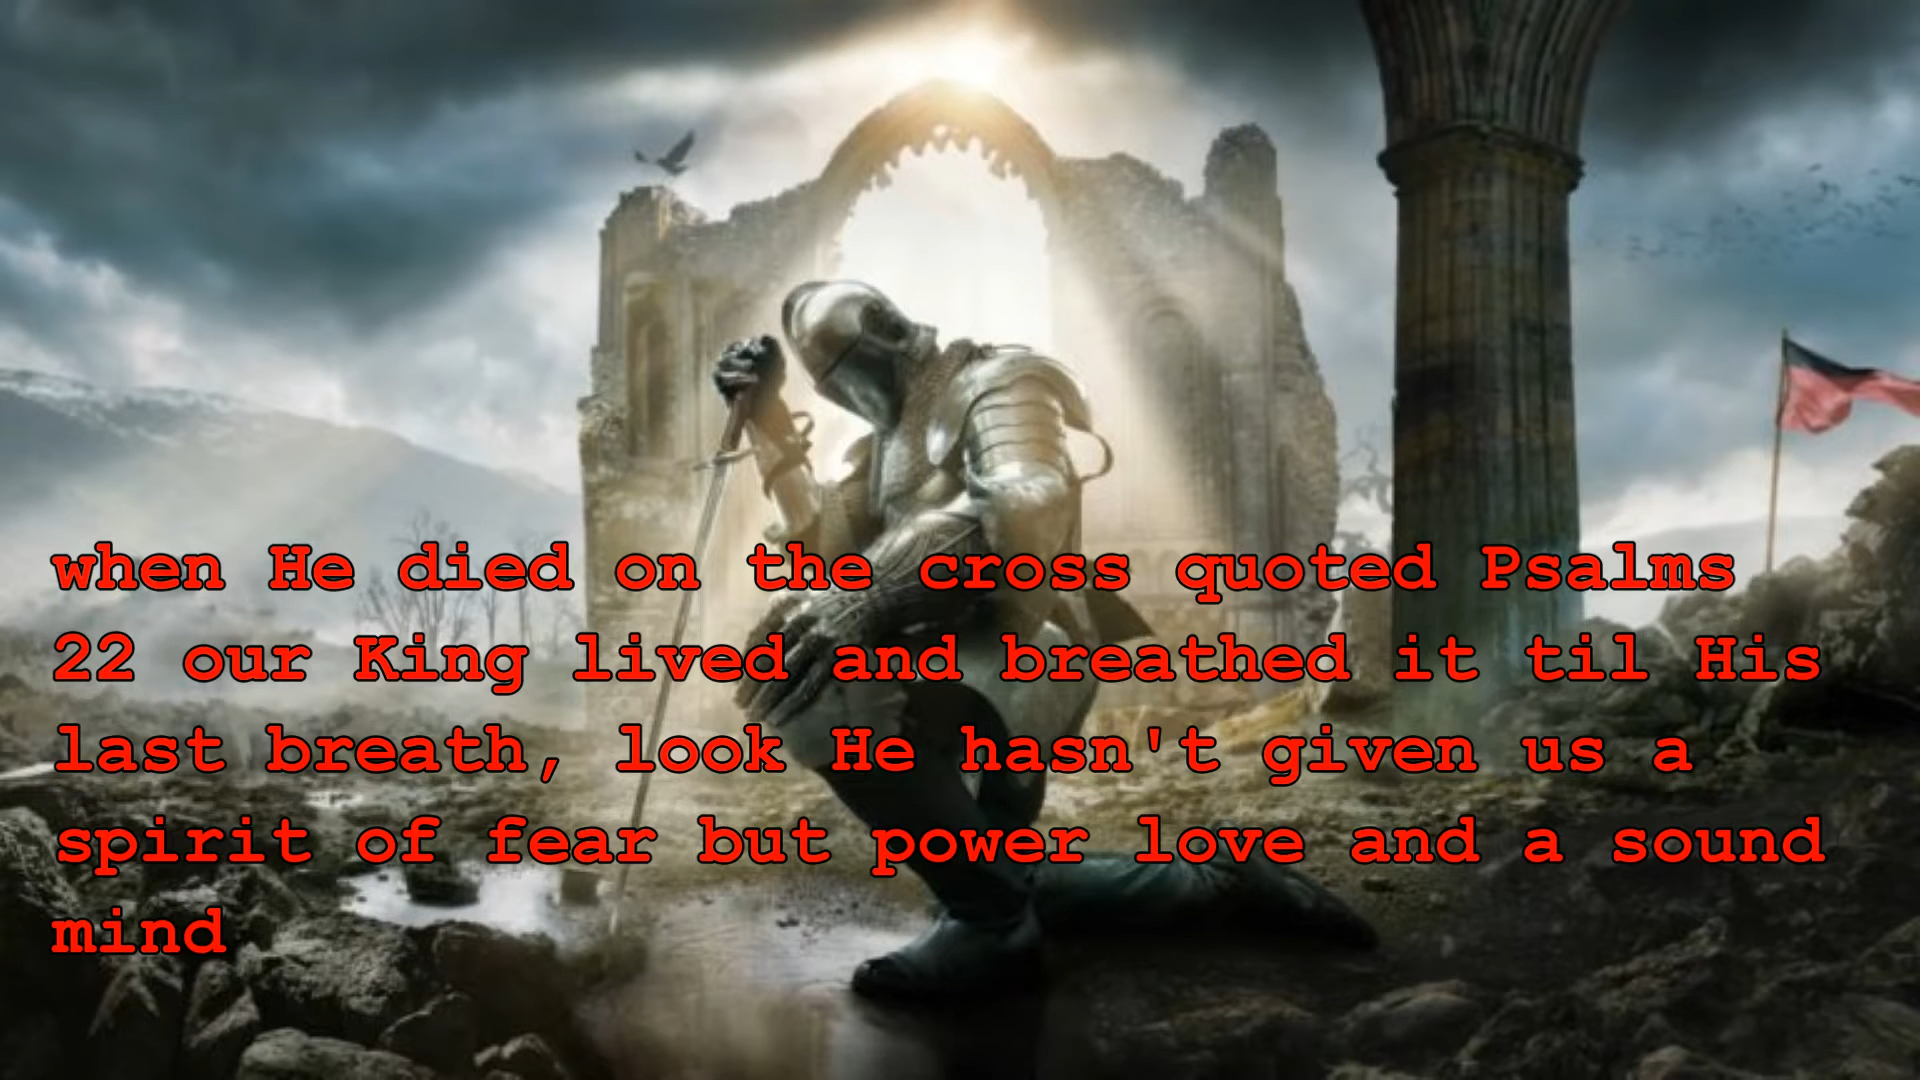 when He died on the cross quoted Psalms
22 our King lived and breathed it til His
last breath, look He hasn't given us a
spirit of fear but power love and a sound
mind